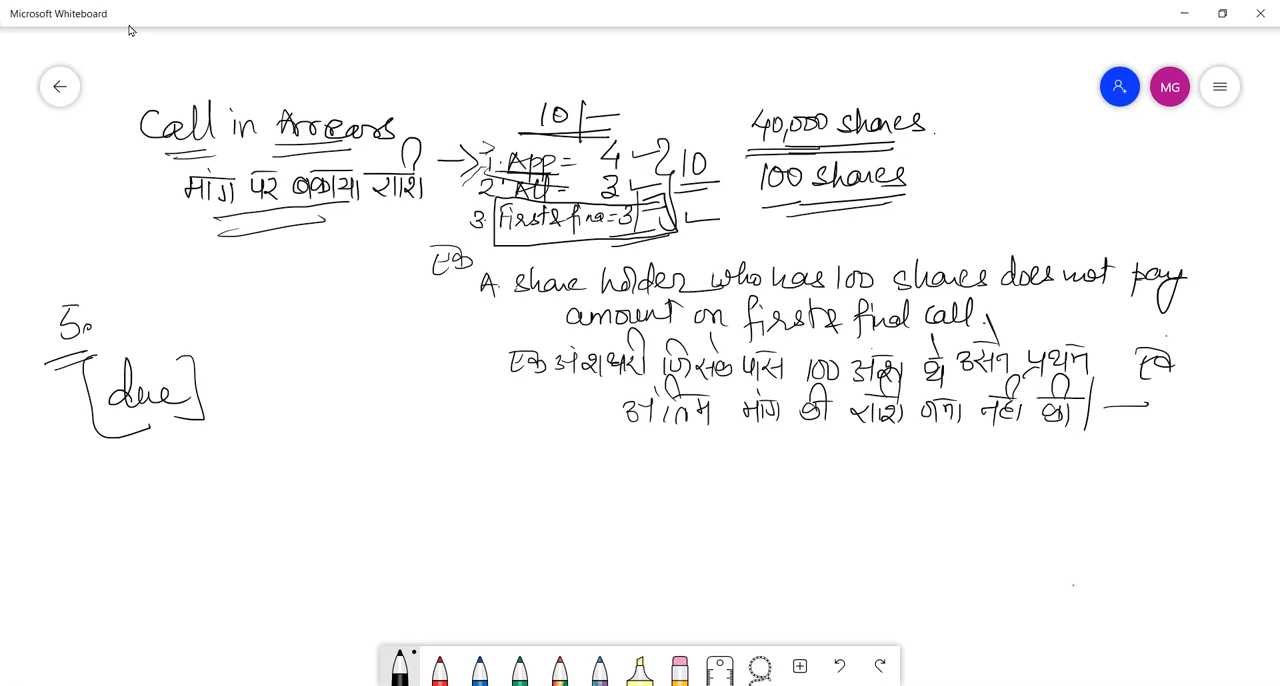 Microsoft Whiteboard
MG
Call in Arrears
मांग पर बकाया राशि
10/-
1. App = 4
2. All = 3
3. First & fina = 3
10
40,000 shares.
100 shares
एक
A share holder who has 100 shares does not pay
amount on first & final call.
एक अंशधारी जिसके पास 100 अंश थे उसने प्रथम एवं
अंतिम मांग की राशि जमा नहीं की।
5.
[due]